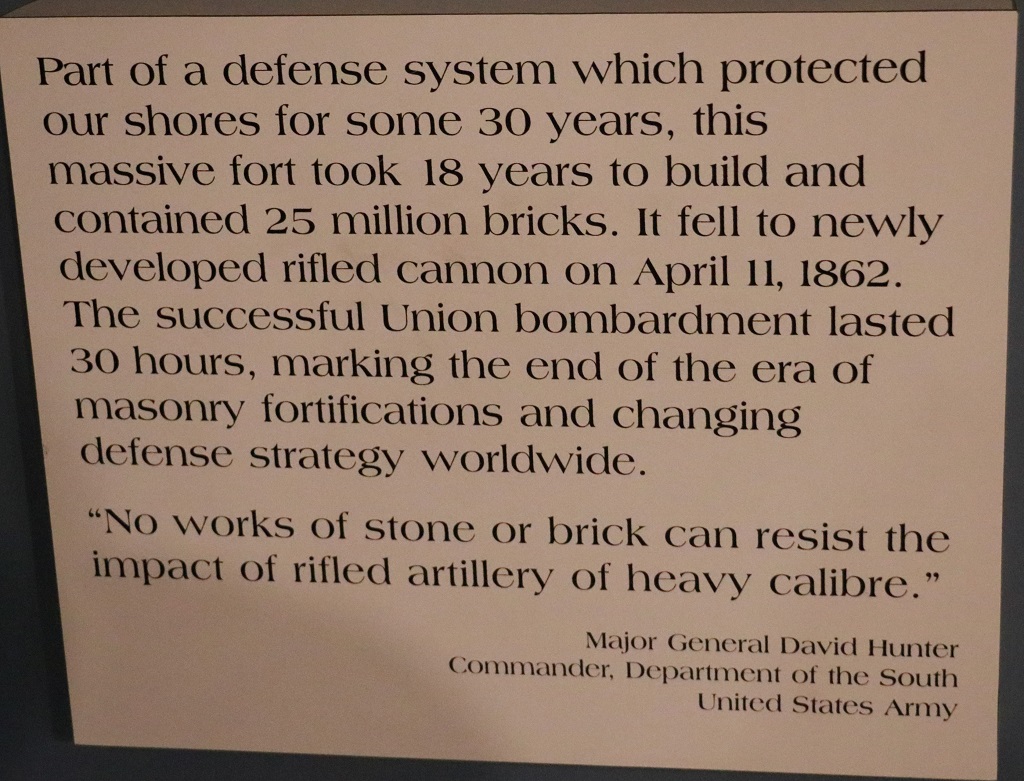 Part of a defense system which protected
our shores for some 30 years, this
massive fort took 18 years to build and
contained 25 million bricks. It fell to newly
developed rifled cannon on April 11, 1862.
The successful Union bombardment lasted
30 hours, marking the end of the era of
masonry fortifications and changing
defense strategy worldwide.
“No works of stone or brick can resist the
impact of rifled artillery of heavy calibre.”
Major General David Hunter
Commander, Department of the South
United States Army